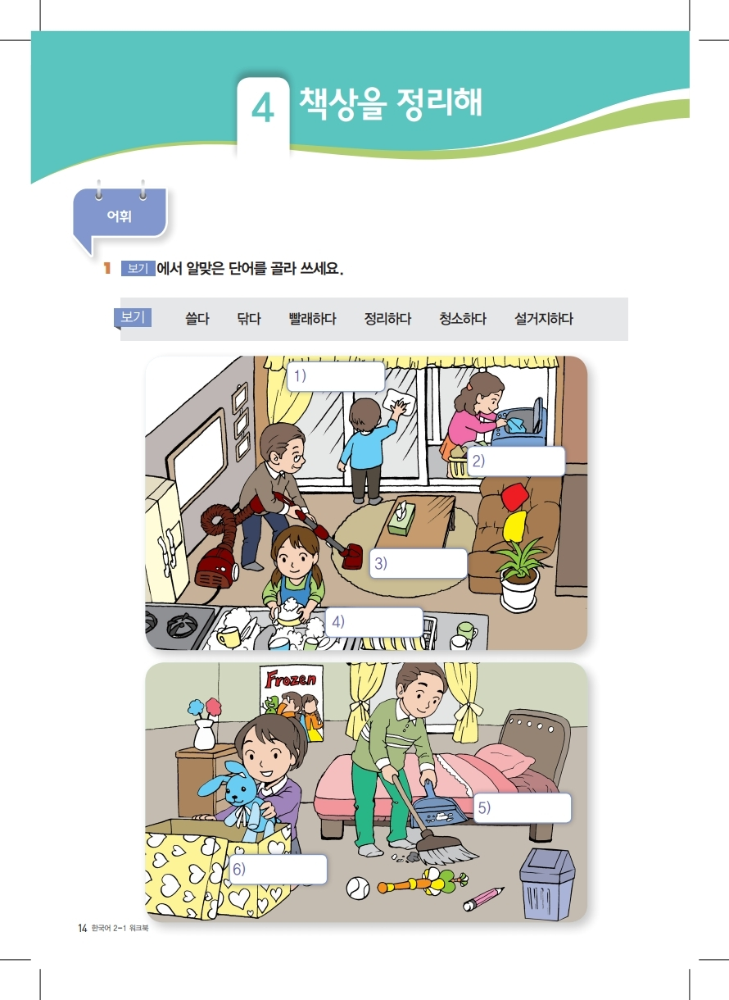 4 책상을 정리해
어휘
1 보기 에서 알맞은 단어를 골라 쓰세요.
보기 쓸다 닦다 빨래하다 정리하다 청소하다 설거지하다
1)
2)
3)
4)
Frozen
5)
6)
14 한국어 2-1 워크북